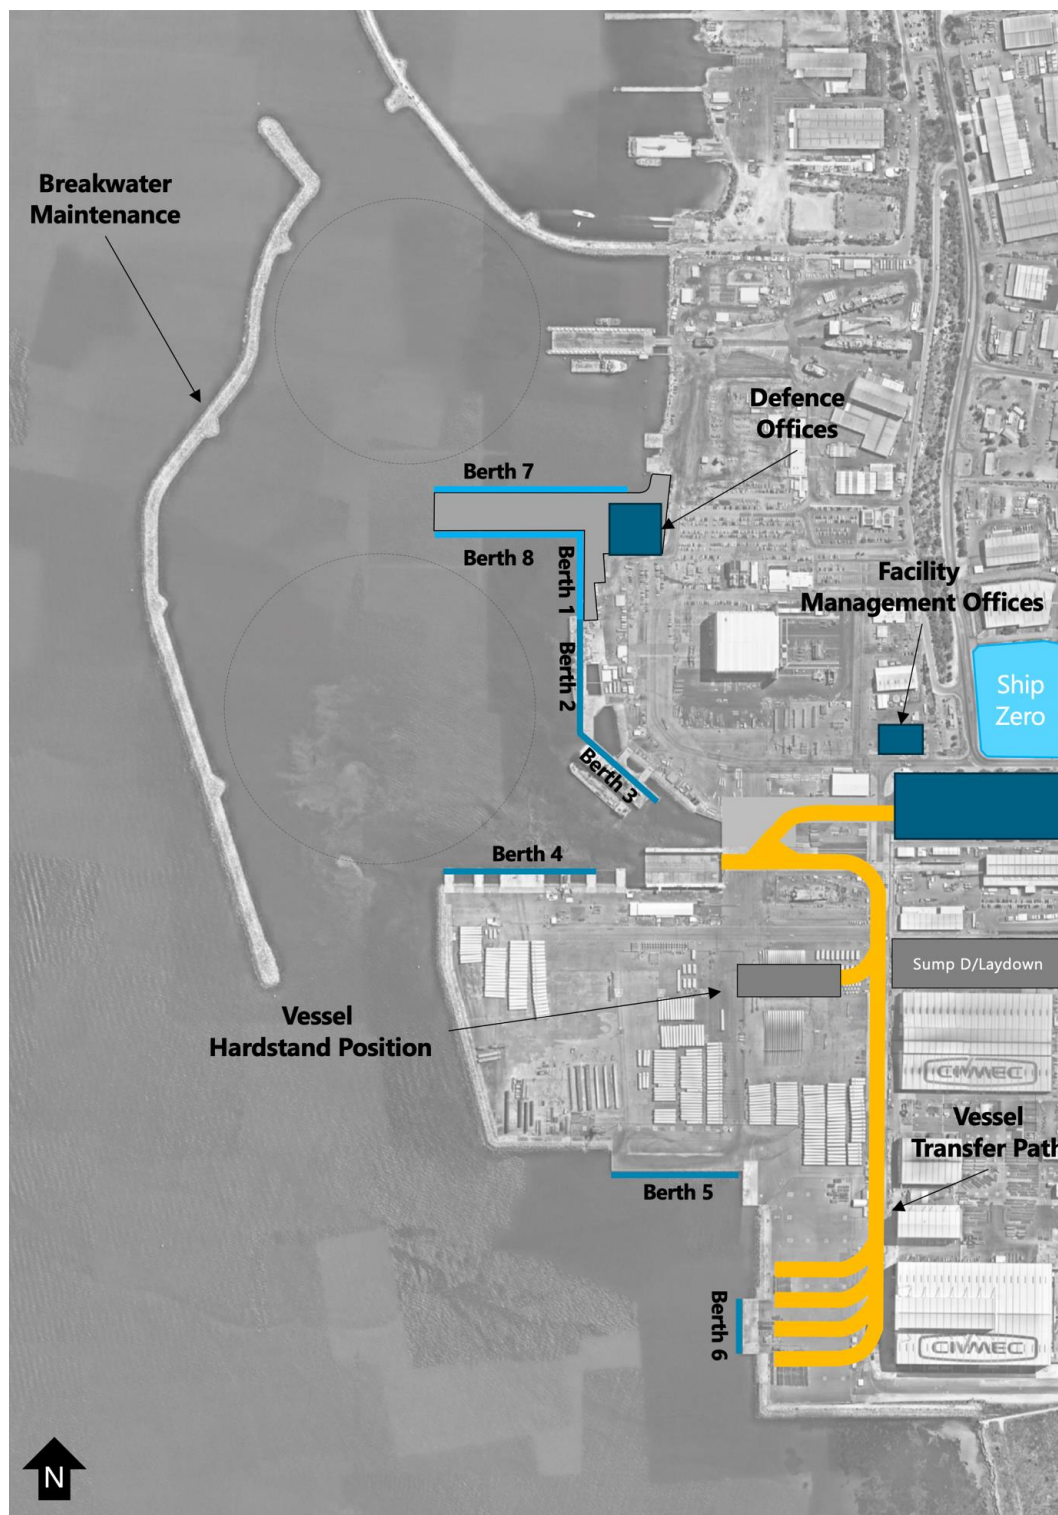 Breakwater
Maintenance
Defence
Offices
Berth 7
Berth 8
Berth 1
Facility
Management Offices
Berth 2
Ship
Zero
Berth 3
Berth 4
Sump D/Laydown
Vessel
Hardstand Position
CIVMEC
Vessel
Transfer Path
Berth 5
Berth 6
CIVMEC
N